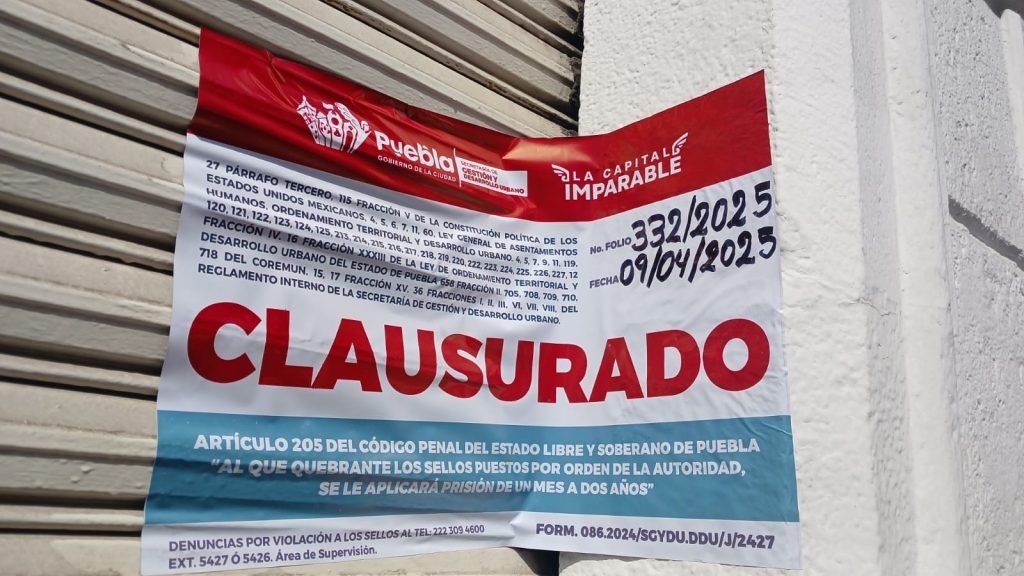 Puebla
GOBIERNO DE LA CIUDAD
SECRETARÍA DE
GESTIÓN Y
DESARROLLO URBANO
LA CAPITAL
IMPARABLE
27 PÁRRAFO TERCERO, 115 FRACCIÓN V DE LA CONSTITUCIÓN POLÍTICA DE LOS
ESTADOS UNIDOS MEXICANOS, 4, 5, 6, 7, 11, 60, LEY GENERAL DE ASENTAMIENTOS
HUMANOS, ORDENAMIENTO TERRITORIAL Y DESARROLLO URBANO. 4, 5, 7, 9, 11, 119,
120, 121, 122, 123, 124, 125, 213, 214, 215, 216, 217, 218, 219, 220, 222, 223, 224, 225, 226, 227, 12
FRACCIÓN IV, 16 FRACCIÓN XXXIII DE LA LEY DE ORDENAMIENTO TERRITORIAL Y
DESARROLLO URBANO DEL ESTADO DE PUEBLA 658 FRACCIÓN II, 705, 708, 709, 710,
718 DEL COREMUN. 15, 17 FRACCIÓN XV, 36 FRACCIONES I, II, III, VI, VII, VIII, DEL
REGLAMENTO INTERNO DE LA SECRETARÍA DE GESTIÓN Y DESARROLLO URBANO.
No. FOLIO 332/2025
FECHA 09/04/2025
CLAUSURADO
ARTÍCULO 205 DEL CÓDIGO PENAL DEL ESTADO LIBRE Y SOBERANO DE PUEBLA
"AL QUE QUEBRANTE LOS SELLOS PUESTOS POR ORDEN DE LA AUTORIDAD,
SE LE APLICARÁ PRISIÓN DE UN MES A DOS AÑOS"
DENUNCIAS POR VIOLACIÓN A LOS SELLOS AL TEL: 222 309 4600
EXT. 5427 Ó 5426. Área de Supervisión.
FORM. 086.2024/SGYDU.DDU/J/2427